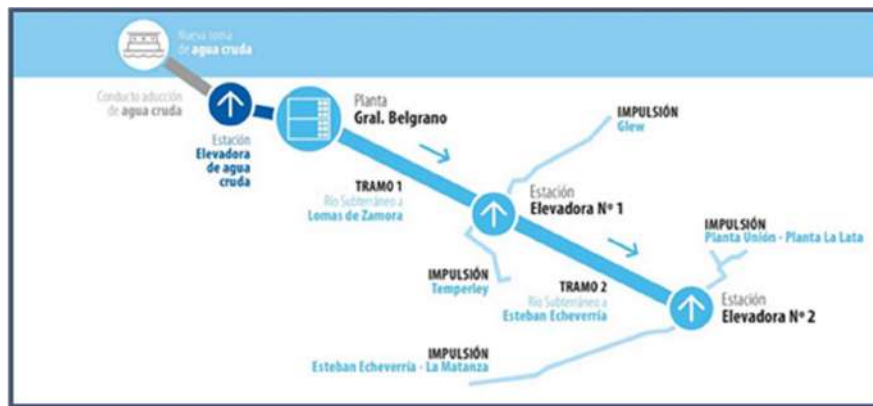 Nueva toma
de agua cruda
Conducto aducción
de agua cruda
Estación
Elevadora
de agua
cruda
Planta
Gral. Belgrano
TRAMO 1
Río Subterráneo a
Lomas de Zamora
IMPULSIÓN
Glew
Estación
Elevadora Nº 1
IMPULSIÓN
Temperley
TRAMO 2
Río Subterráneo a
Esteban Echeverría
IMPULSIÓN
Planta Unión - Planta La Lata
Estación
Elevadora Nº 2
IMPULSIÓN
Esteban Echeverría - La Matanza